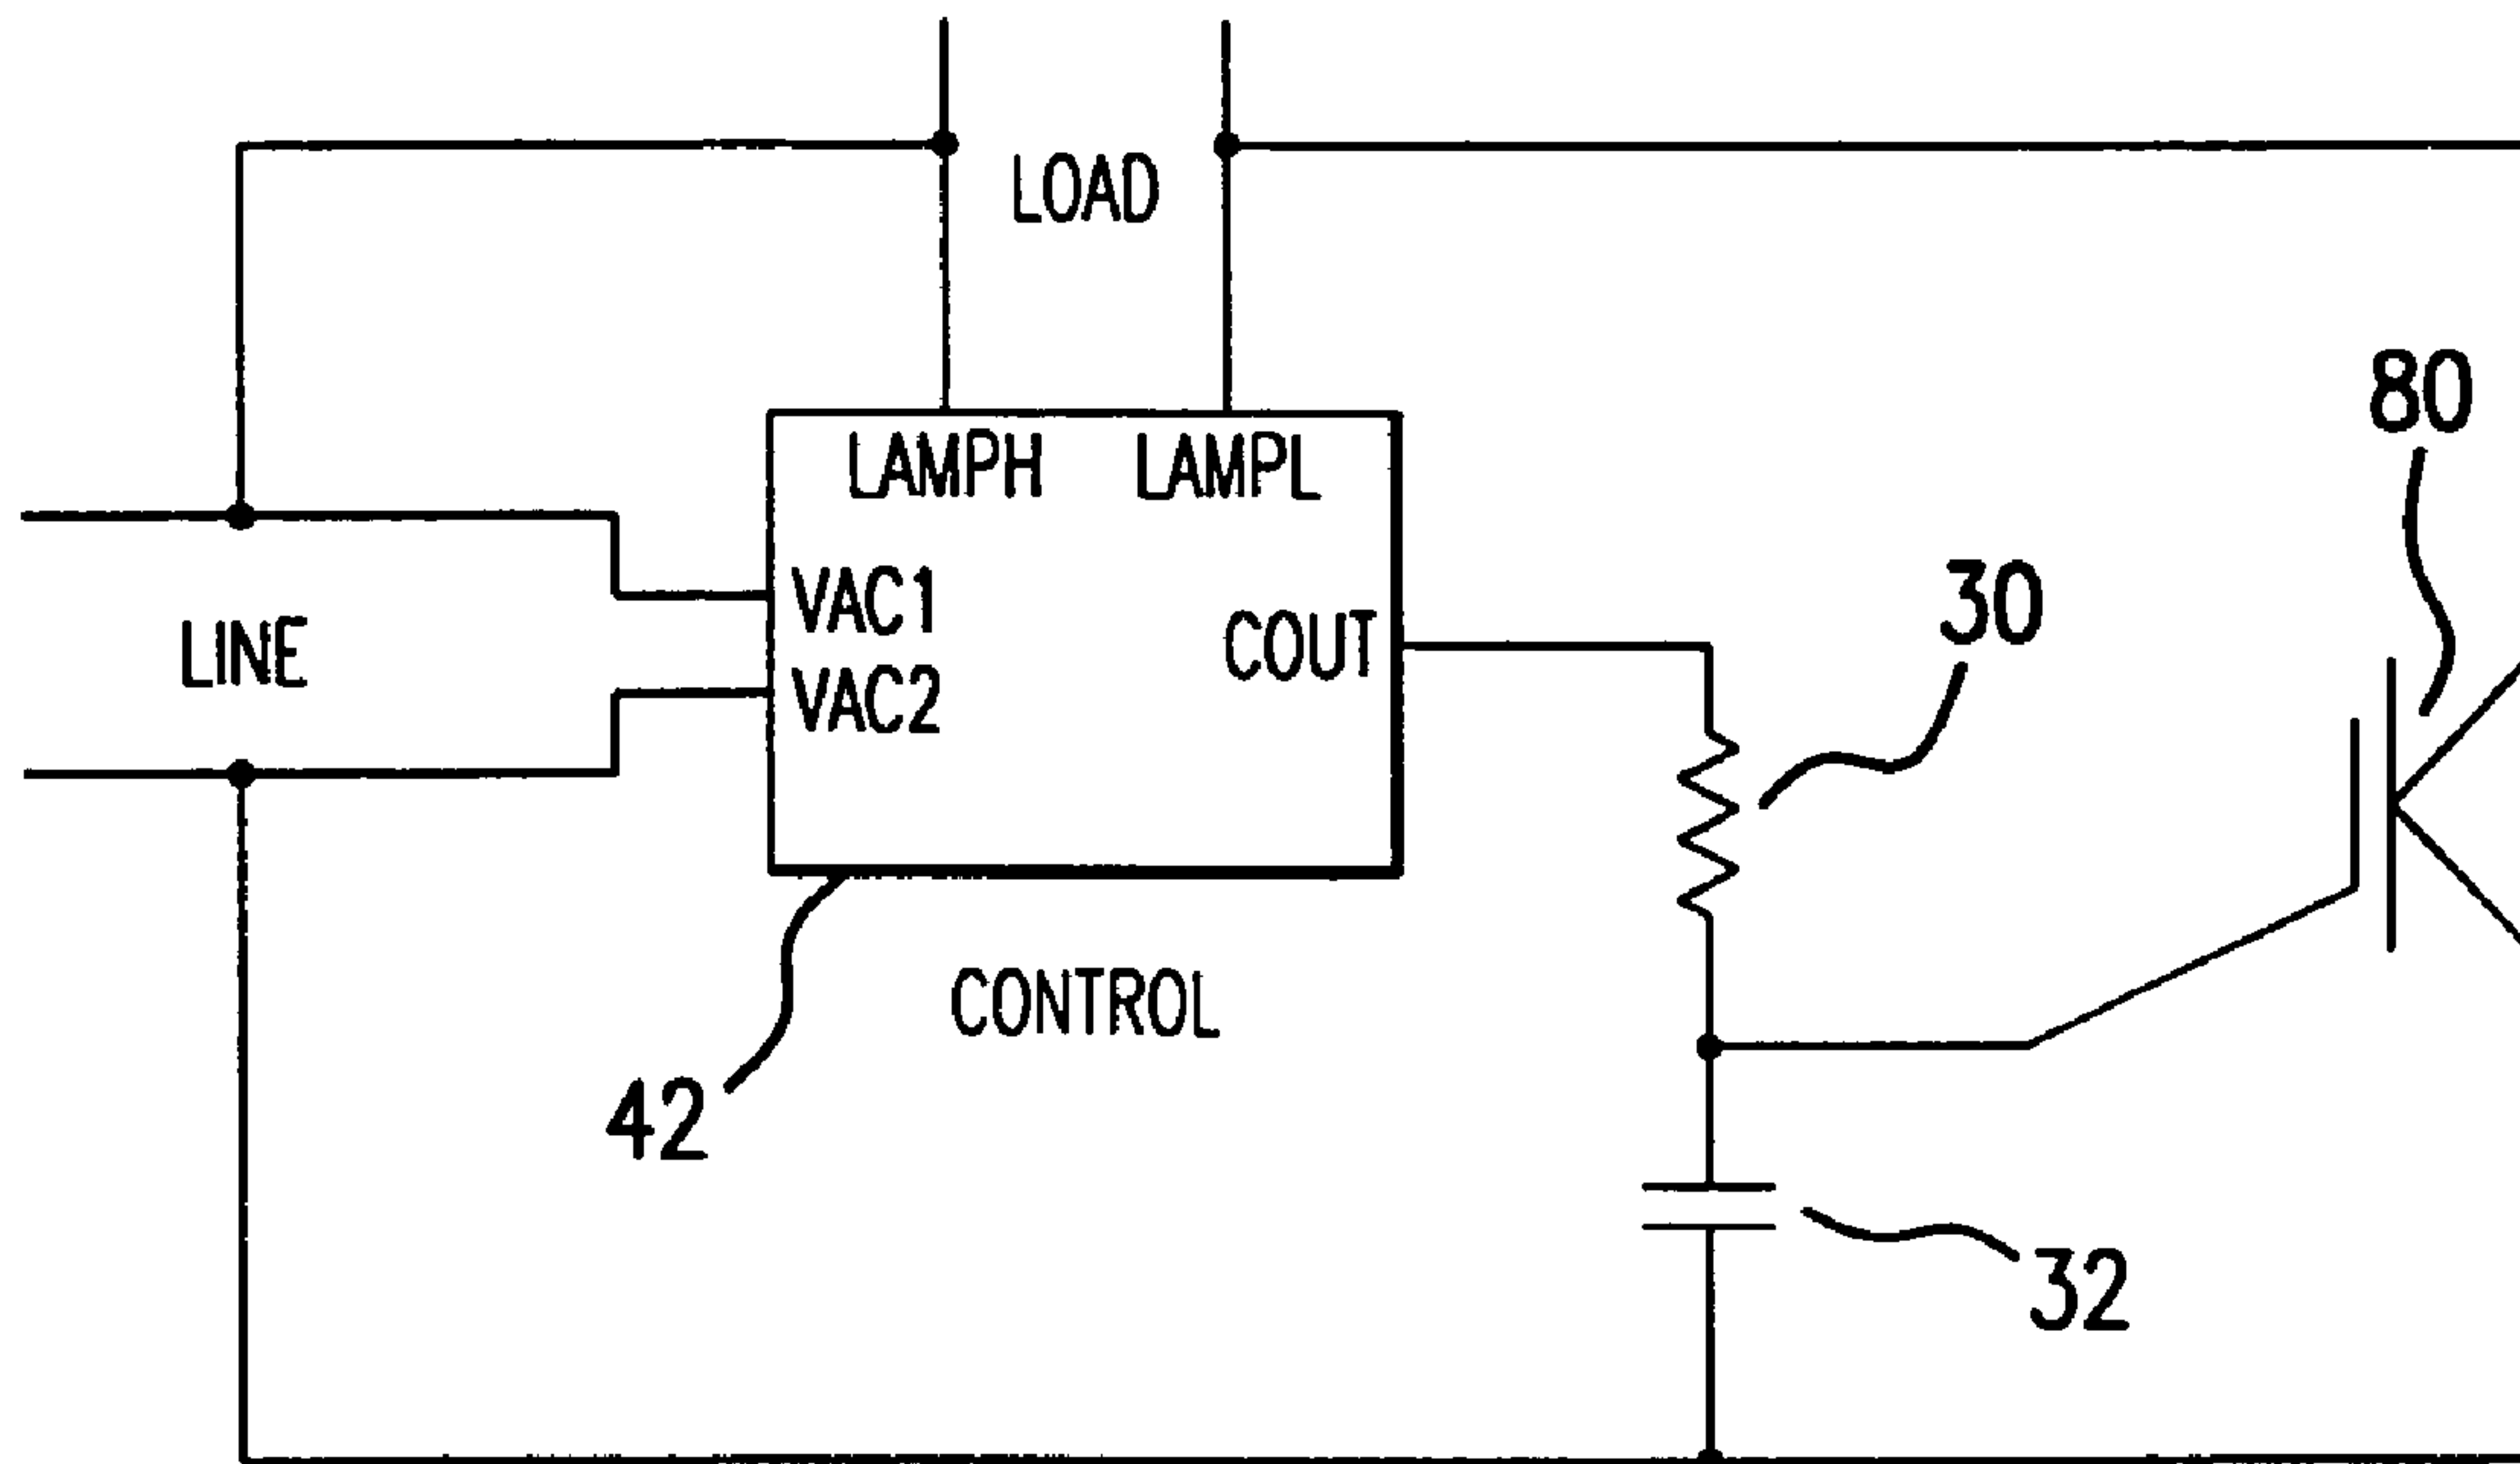 LOAD
80
LAMPH LAMPL
VAC1
30
LINE
COUT
VAC2
CONTROL
42
32